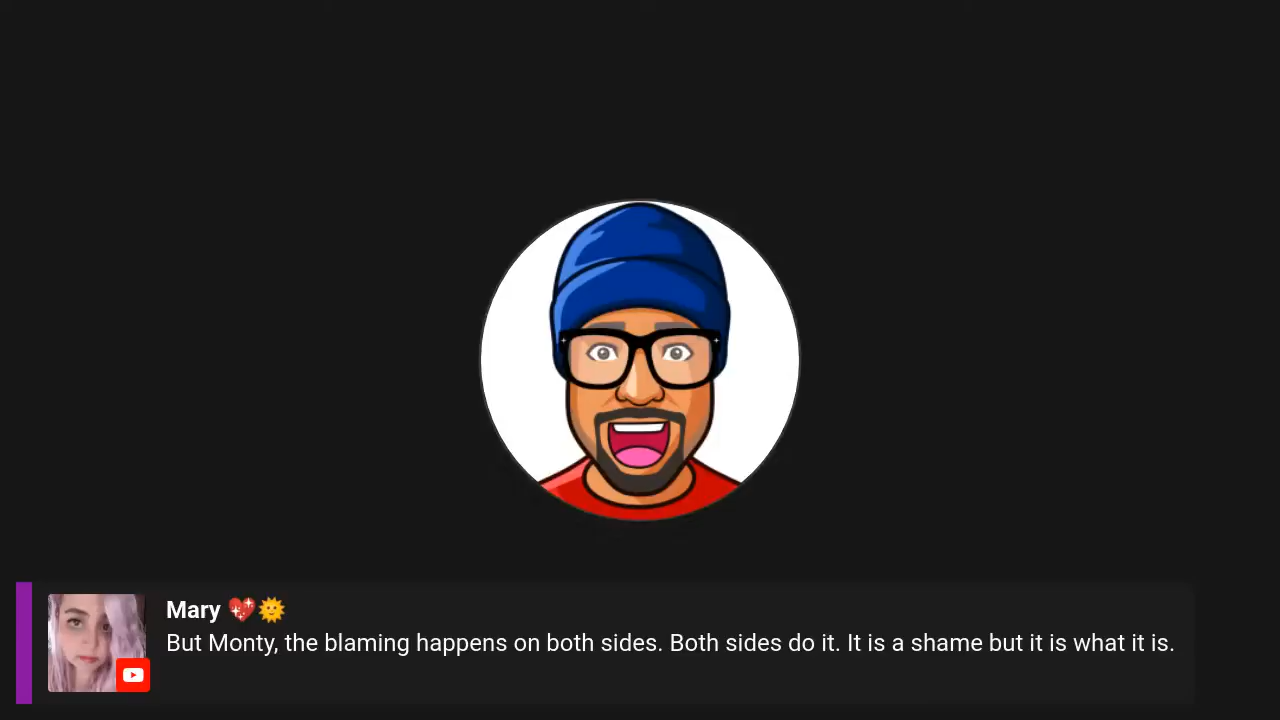 Mary 💖🌞
But Monty, the blaming happens on both sides. Both sides do it. It is a shame but it is what it is.